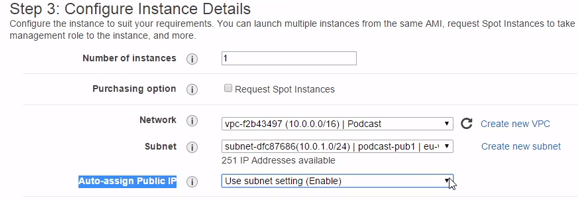 Step 3: Configure Instance Details
Configure the instance to suit your requirements. You can launch multiple instances from the same AMI, request Spot Instances to take
management role to the instance, and more.
Number of instances 1
Purchasing option Request Spot Instances
Network vpc-f2b43497 (10.0.0.0/16) | Podcast Create new VPC
Subnet subnet-dfc87686(10.0.1.0/24) | podcast-pub1 | eu- Create new subnet
251 IP Addresses available
Auto-assign Public IP Use subnet setting (Enable)